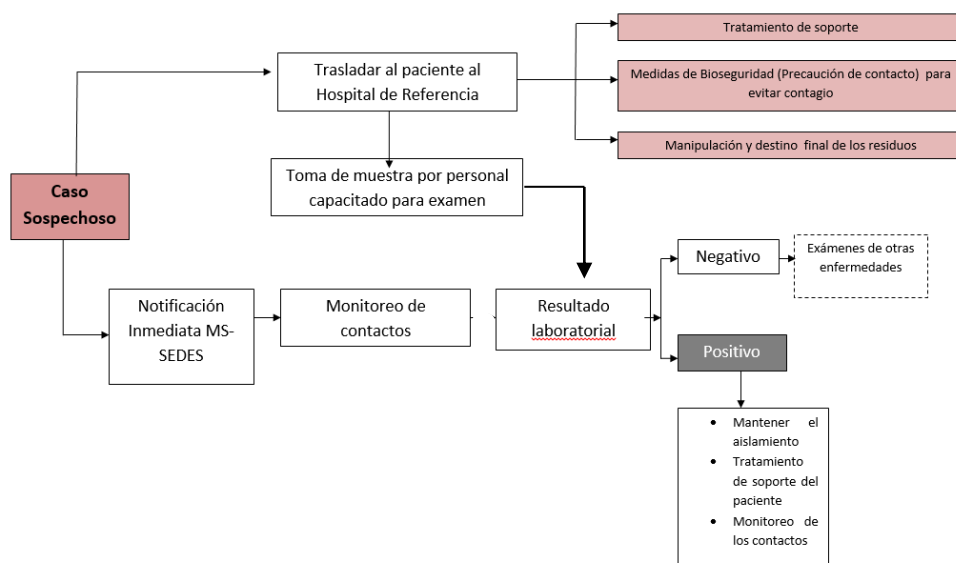 Tratamiento de soporte
Trasladar al paciente al
Hospital de Referencia
Medidas de Bioseguridad (Precaución de contacto) para
evitar contagio
Manipulación y destino final de los residuos
Toma de muestra por personal
capacitado para examen
Caso
Sospechoso
Negativo
Exámenes de otras
enfermedades
Notificación
Inmediata MS-
SEDES
Monitoreo de
contactos
Resultado
laboratorial
Positivo
• Mantener el
aislamiento
• Tratamiento
de soporte del
paciente
• Monitoreo de
los contactos